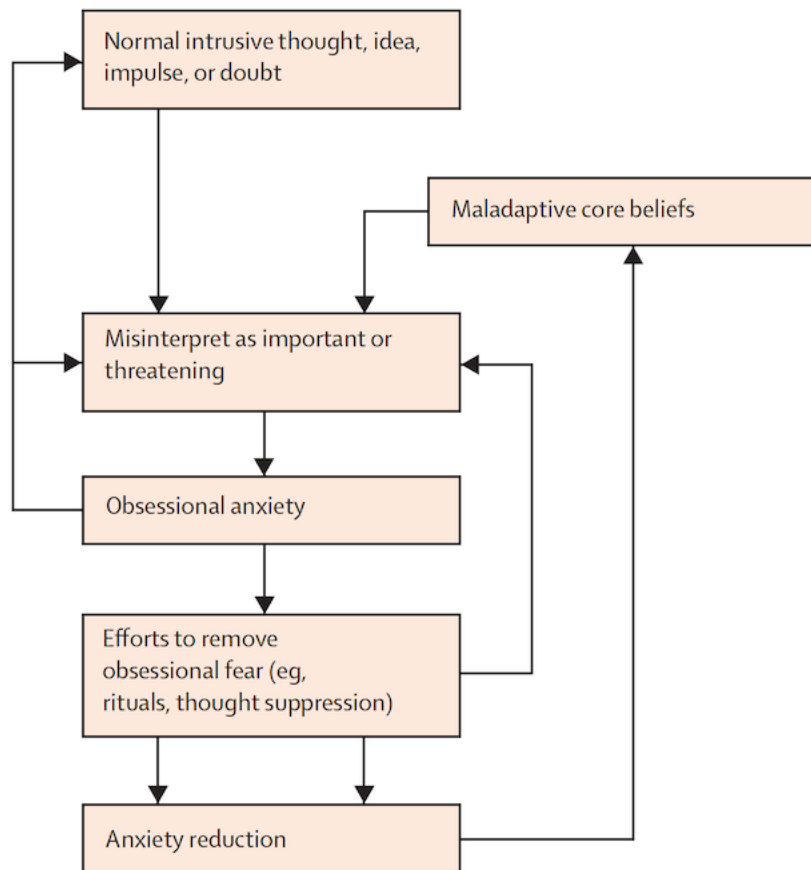 Normal intrusive thought, idea,
impulse, or doubt
Maladaptive core beliefs
Misinterpret as important or
threatening
Obsessional anxiety
Efforts to remove
obsessional fear (eg,
rituals, thought suppression)
Anxiety reduction